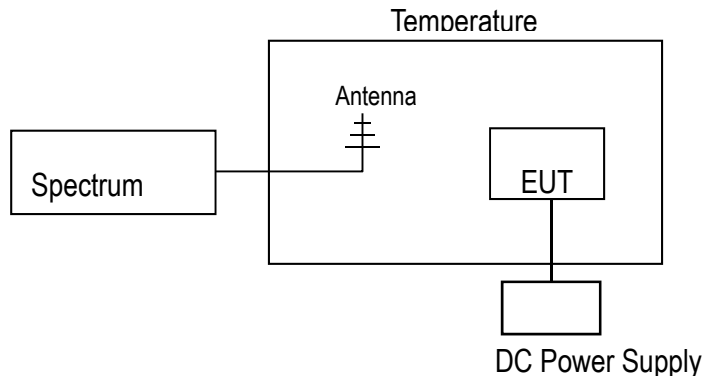 Temperature
Antenna
Spectrum
EUT
DC Power Supply